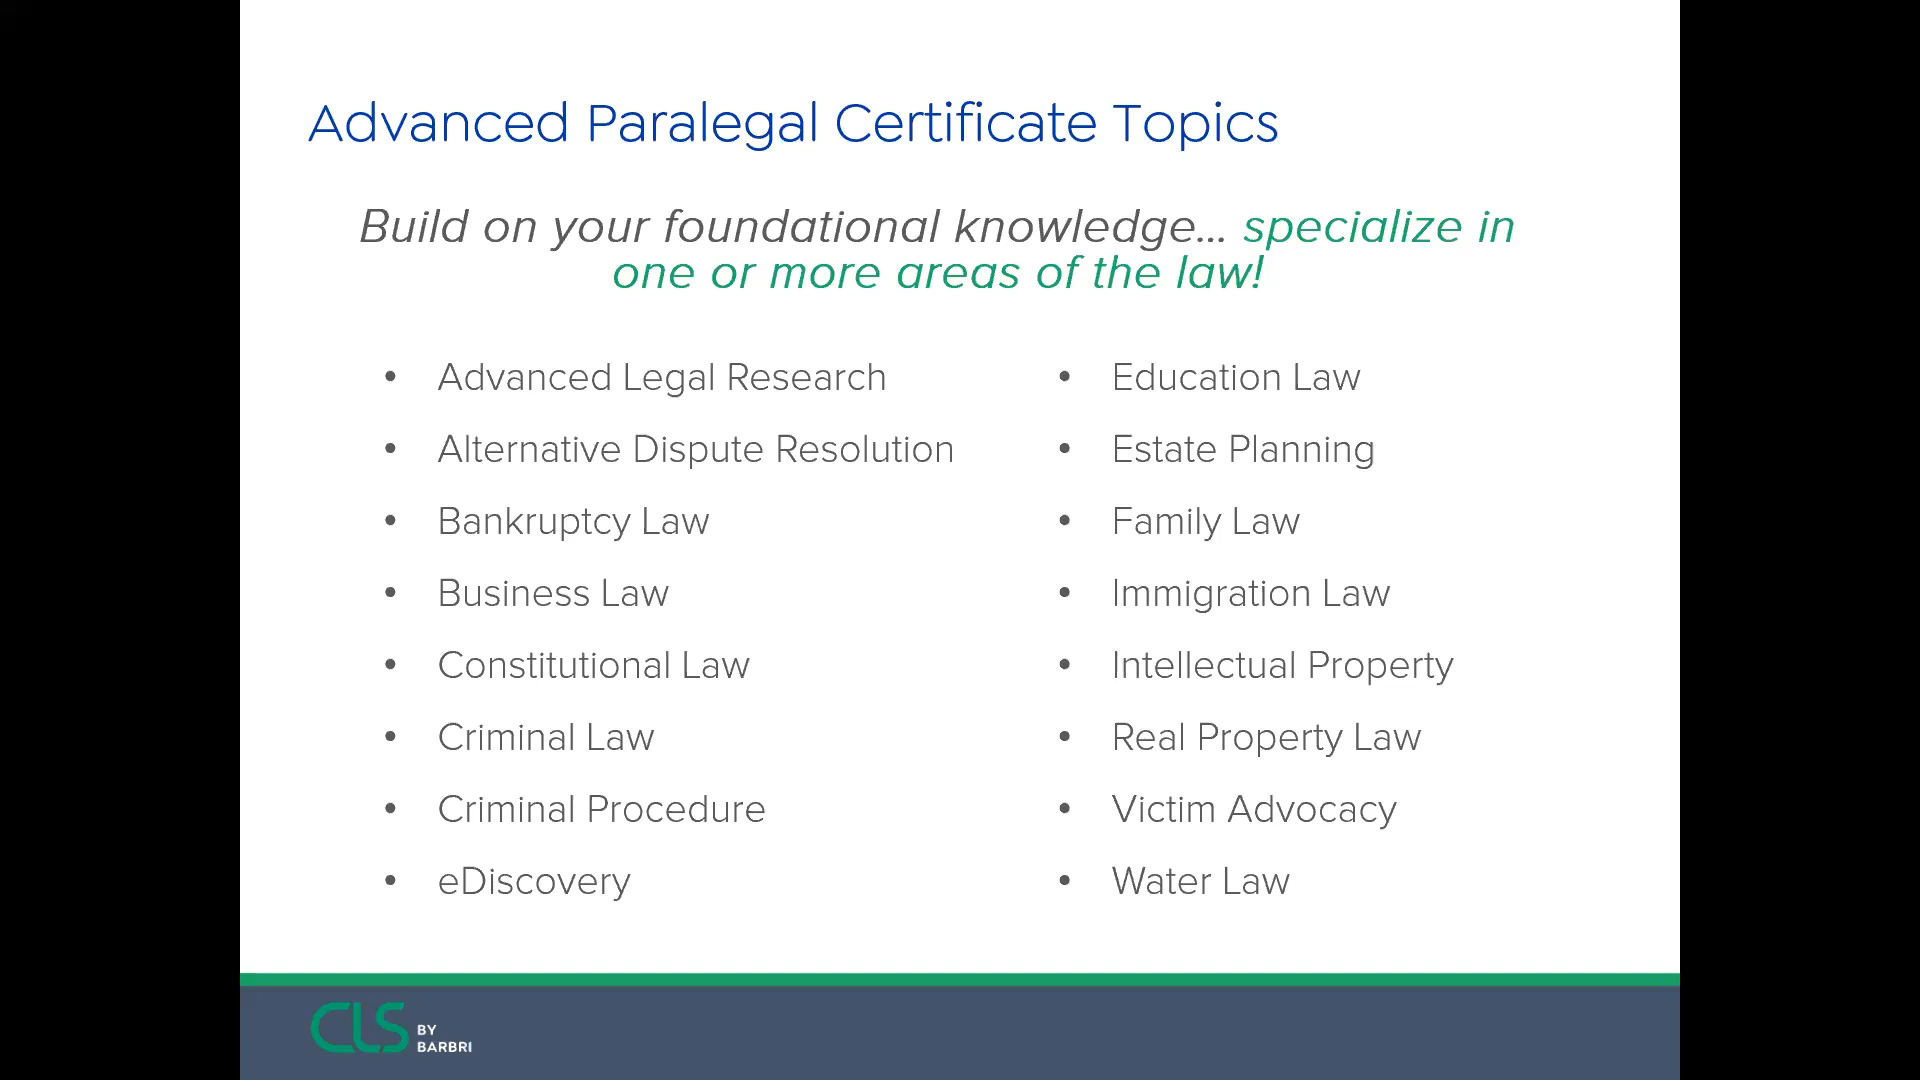 Advanced Paralegal Certificate Topics
Build on your foundational knowledge... specialize in
one or more areas of the law!
• Advanced Legal Research
• Alternative Dispute Resolution
• Bankruptcy Law
• Business Law
• Constitutional Law
• Criminal Law
• Criminal Procedure
• eDiscovery
• Education Law
• Estate Planning
• Family Law
• Immigration Law
• Intellectual Property
• Real Property Law
• Victim Advocacy
• Water Law
CLS BY
BARBRI